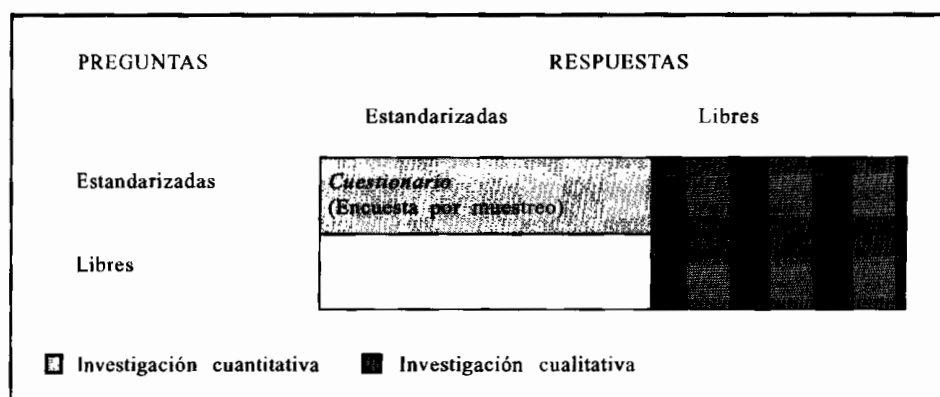 PREGUNTAS RESPUESTAS
Estandarizadas Libres
Estandarizadas
Cuestionario
(Encuesta por muestreo)
Libres
Investigación cuantitativa Investigación cualitativa